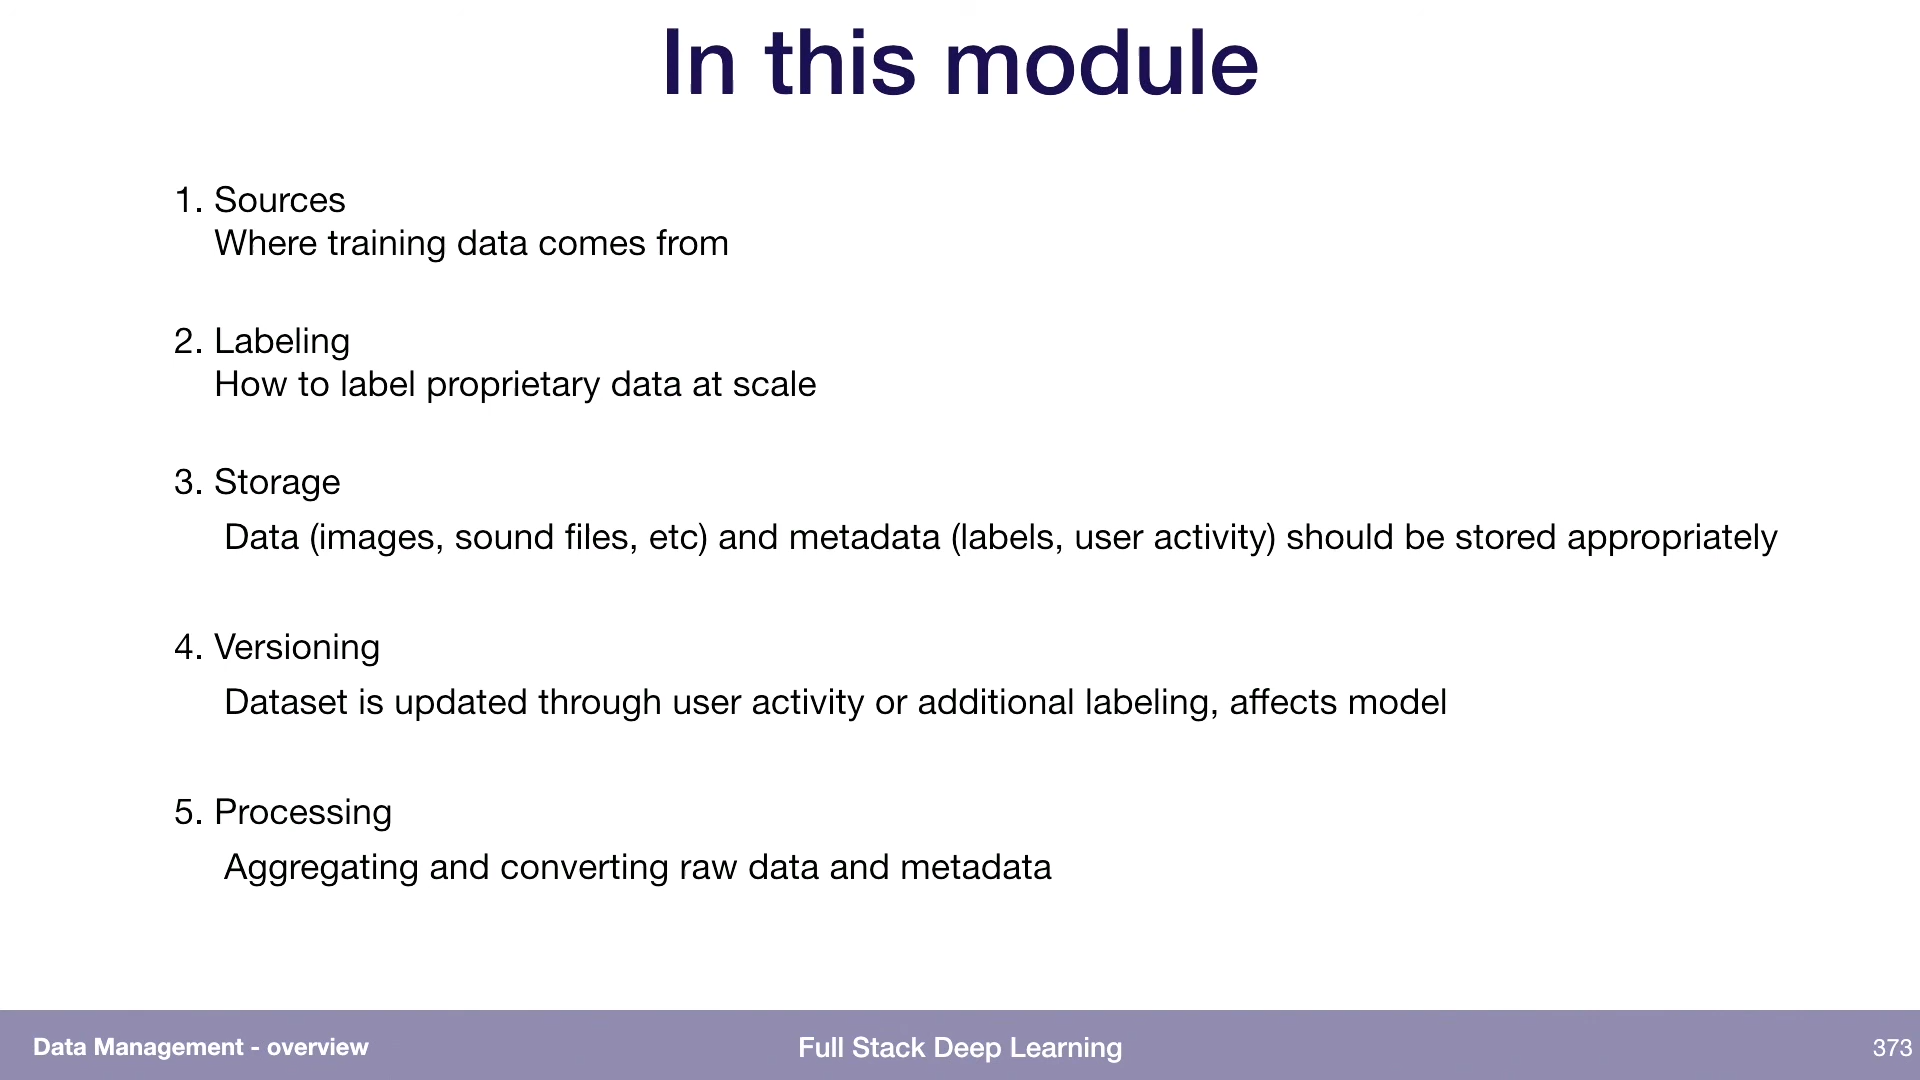 In this module
1. Sources
Where training data comes from
2. Labeling
How to label proprietary data at scale
3. Storage
Data (images, sound files, etc) and metadata (labels, user activity) should be stored appropriately
4. Versioning
Dataset is updated through user activity or additional labeling, affects model
5. Processing
Aggregating and converting raw data and metadata
Data Management - overview
Full Stack Deep Learning
373